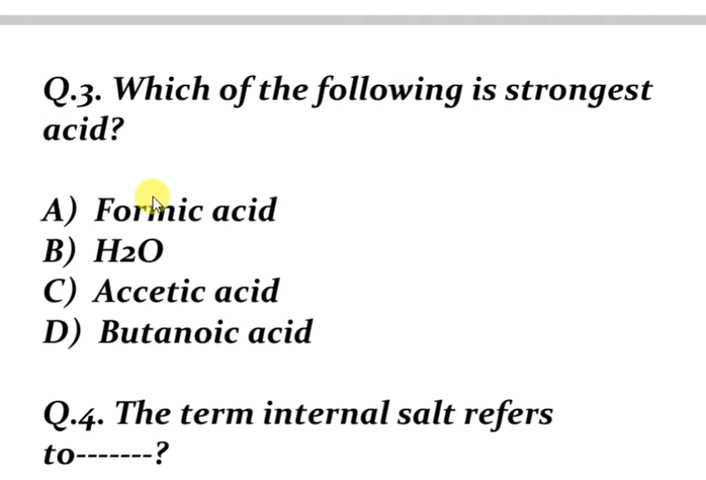 Q.3. Which of the following is strongest
acid?
A) Formic acid
B) H2O
C) Accetic acid
D) Butanoic acid
Q.4. The term internal salt refers
to-------?